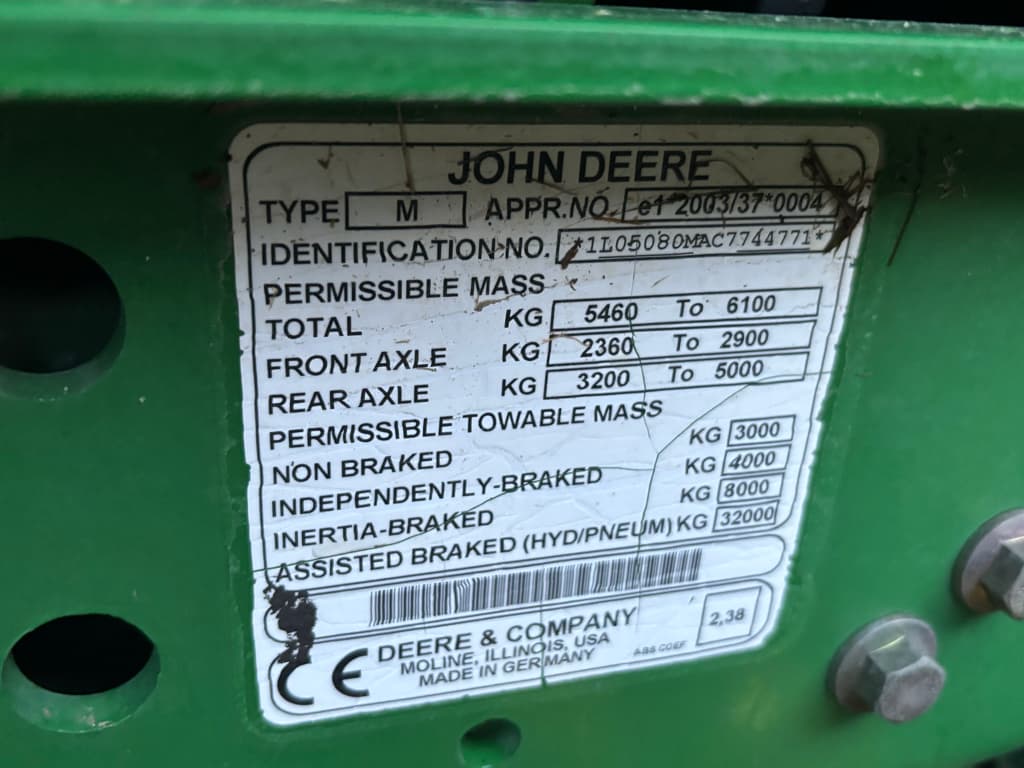 JOHN DEERE
TYPE M APPR.NO. e1*2003/37*0004
IDENTIFICATION NO. *1L05080MAC7744771*
PERMISSIBLE MASS
TOTAL KG 5460 To 6100
FRONT AXLE KG 2360 To 2900
REAR AXLE KG 3200 To 5000
PERMISSIBLE TOWABLE MASS
NON BRAKED KG 3000
INDEPENDENTLY-BRAKED KG 4000
INERTIA-BRAKED KG 8000
ASSISTED BRAKED (HYD/PNEUM) KG 32000
CE DEERE & COMPANY
MOLINE, ILLINOIS, USA
MADE IN GERMANY
ABS COEF 2,38